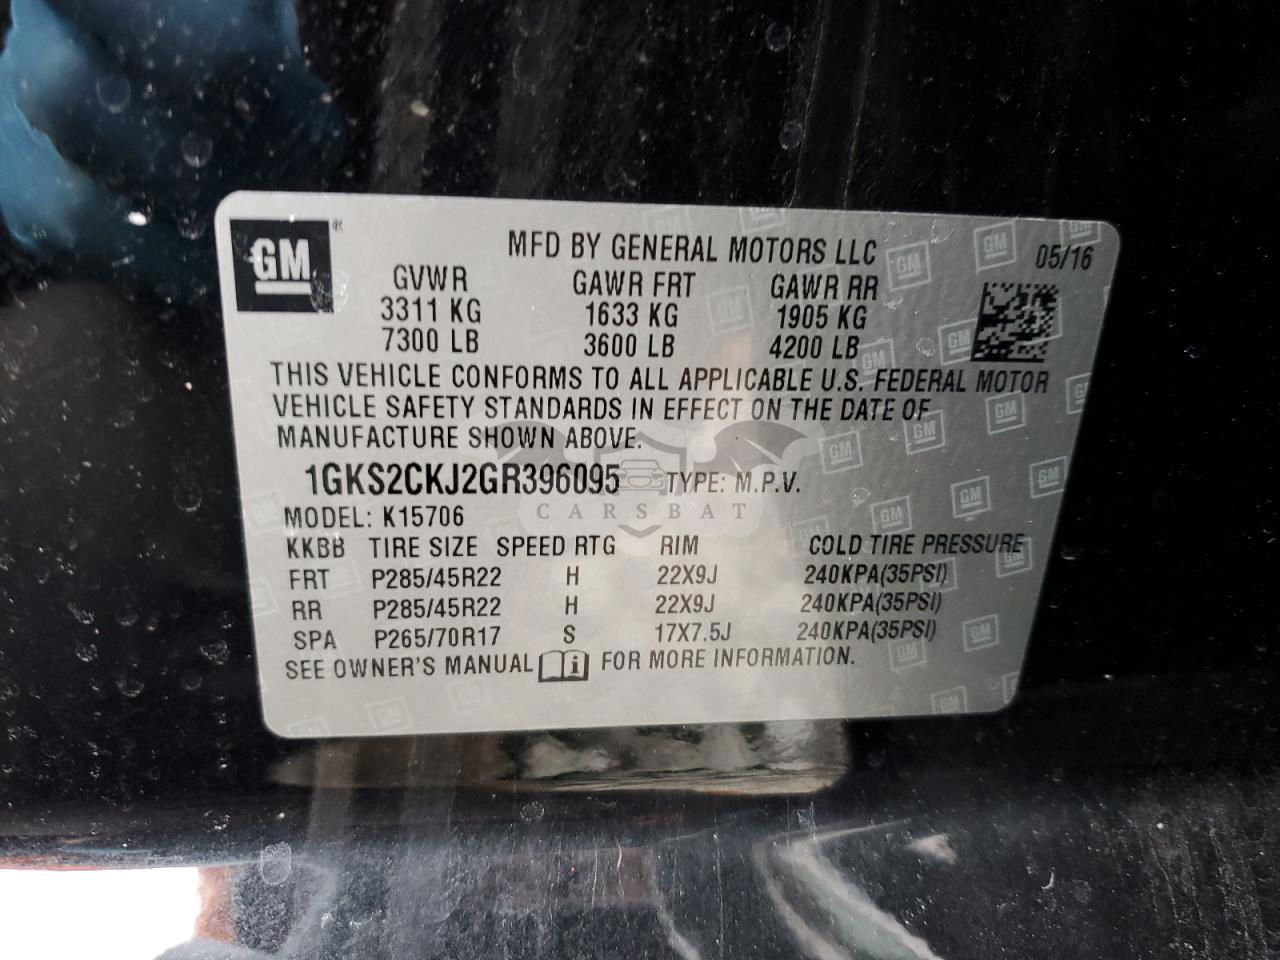 GM ®
MFD BY GENERAL MOTORS LLC 05/16
GVWR GAWR FRT GAWR RR
3311 KG 1633 KG 1905 KG
7300 LB 3600 LB 4200 LB
THIS VEHICLE CONFORMS TO ALL APPLICABLE U.S. FEDERAL MOTOR
VEHICLE SAFETY STANDARDS IN EFFECT ON THE DATE OF
MANUFACTURE SHOWN ABOVE.
1GKS2CKJ2GR396095 TYPE: M.P.V.
CARSBAT
MODEL: K15706
KKBB TIRE SIZE SPEED RTG RIM COLD TIRE PRESSURE
FRT P285/45R22 H 22X9J 240KPA(35PSI)
RR P285/45R22 H 22X9J 240KPA(35PSI)
SPA P265/70R17 S 17X7.5J 240KPA(35PSI)
SEE OWNER'S MANUAL i FOR MORE INFORMATION.